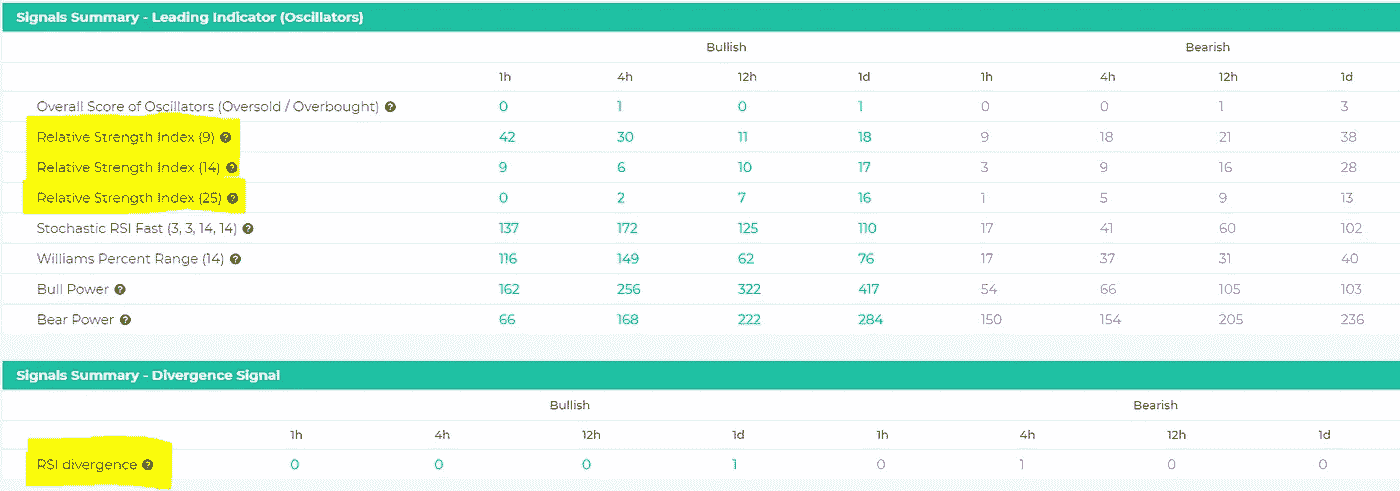 Signals Summary - Leading Indicator (Oscillators)
Bullish Bearish
1h 4h 12h 1d 1h 4h 12h 1d
Overall Score of Oscillators (Oversold / Overbought) ? 0 1 0 1 0 0 1 3
Relative Strength Index (9) ? 42 30 11 18 9 18 21 38
Relative Strength Index (14) ? 9 6 10 17 3 9 16 28
Relative Strength Index (25) ? 0 2 7 16 1 5 9 13
Stochastic RSI Fast (3, 3, 14, 14) ? 137 172 125 110 17 41 60 102
Williams Percent Range (14) ? 116 149 62 76 17 37 31 40
Bull Power ? 162 256 322 417 54 66 105 103
Bear Power ? 66 168 222 284 150 154 205 236
Signals Summary - Divergence Signal
Bullish Bearish
1h 4h 12h 1d 1h 4h 12h 1d
RSI divergence ? 0 0 0 1 0 1 0 0